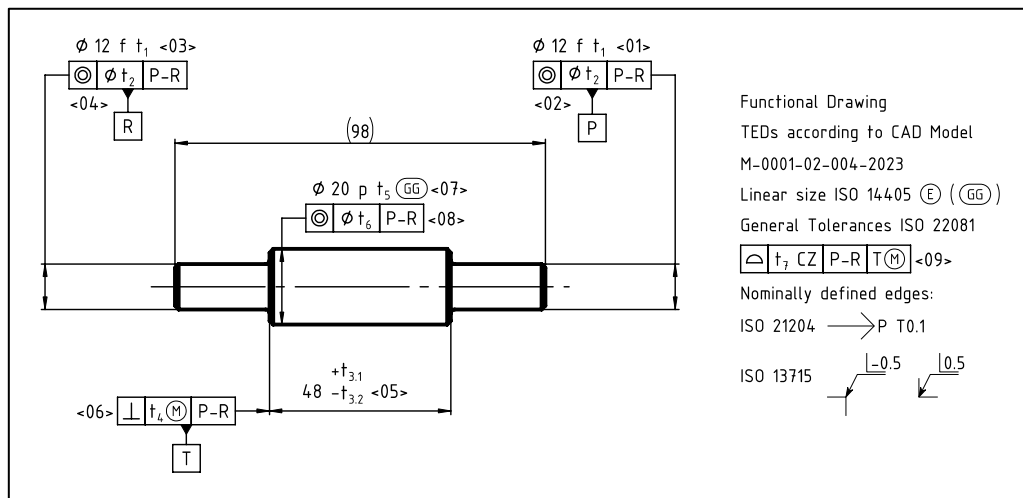 Ø 12 f t₁ <03>
◎ Ø t₂ P-R
<04>
R
Ø 12 f t₁ <01>
◎ Ø t₂ P-R
<02>
P
(98)
Ø 20 p t₅ GG <07>
◎ Ø t₆ P-R <08>
+t₃.₁
48 -t₃.₂ <05>
<06> ⊥ t₄ Ⓜ P-R
T
Functional Drawing
TEDs according to CAD Model
M-0001-02-004-2023
Linear size ISO 14405 Ⓔ (GG)
General Tolerances ISO 22081
⌓ t₇ CZ P-R T Ⓜ <09>
Nominally defined edges:
ISO 21204 → P T0.1
ISO 13715 -0.5 0.5